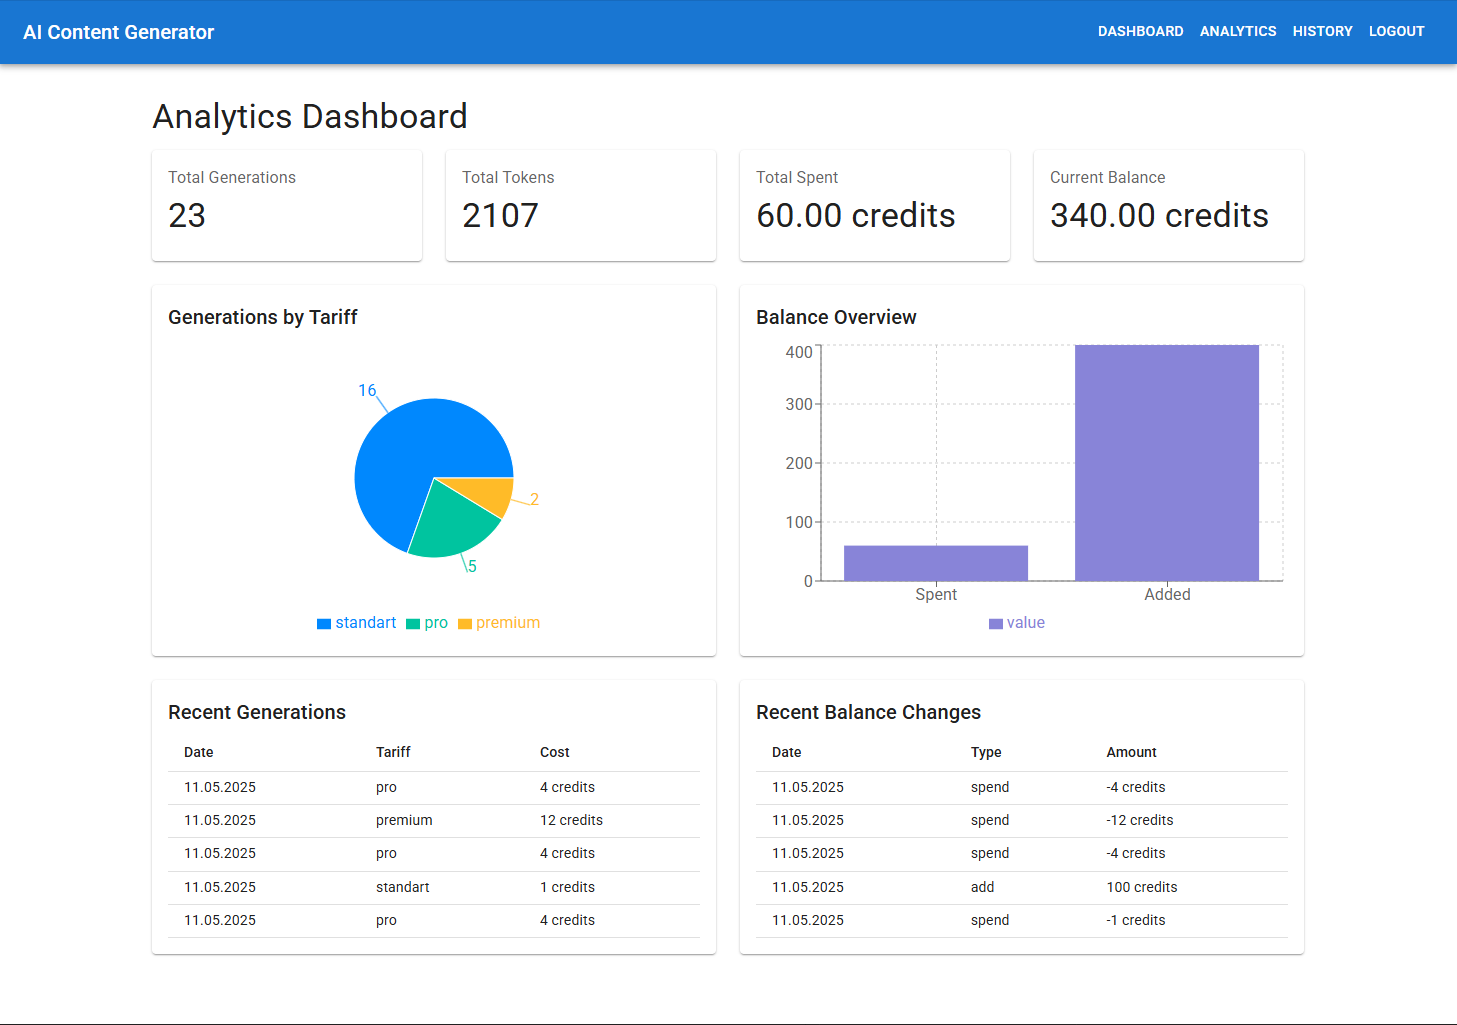 AI Content Generator
DASHBOARD ANALYTICS HISTORY LOGOUT
Analytics Dashboard
Total Generations
23
Total Tokens
2107
Total Spent
60.00 credits
Current Balance
340.00 credits
Generations by Tariff
16
2
5
standart pro premium
Balance Overview
400
300
200
100
0
Spent Added
value
Recent Generations
Date Tariff Cost
11.05.2025 pro 4 credits
11.05.2025 premium 12 credits
11.05.2025 pro 4 credits
11.05.2025 standart 1 credits
11.05.2025 pro 4 credits
Recent Balance Changes
Date Type Amount
11.05.2025 spend -4 credits
11.05.2025 spend -12 credits
11.05.2025 spend -4 credits
11.05.2025 add 100 credits
11.05.2025 spend -1 credits